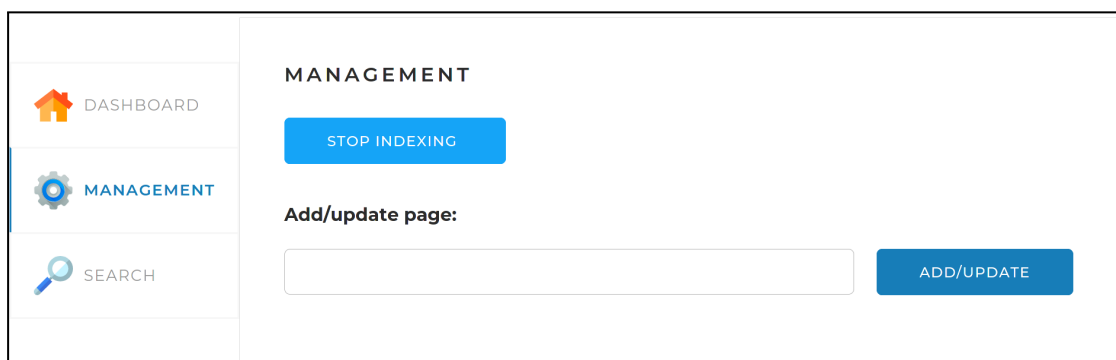 DASHBOARD
MANAGEMENT
SEARCH
MANAGEMENT
STOP INDEXING
Add/update page:
ADD/UPDATE